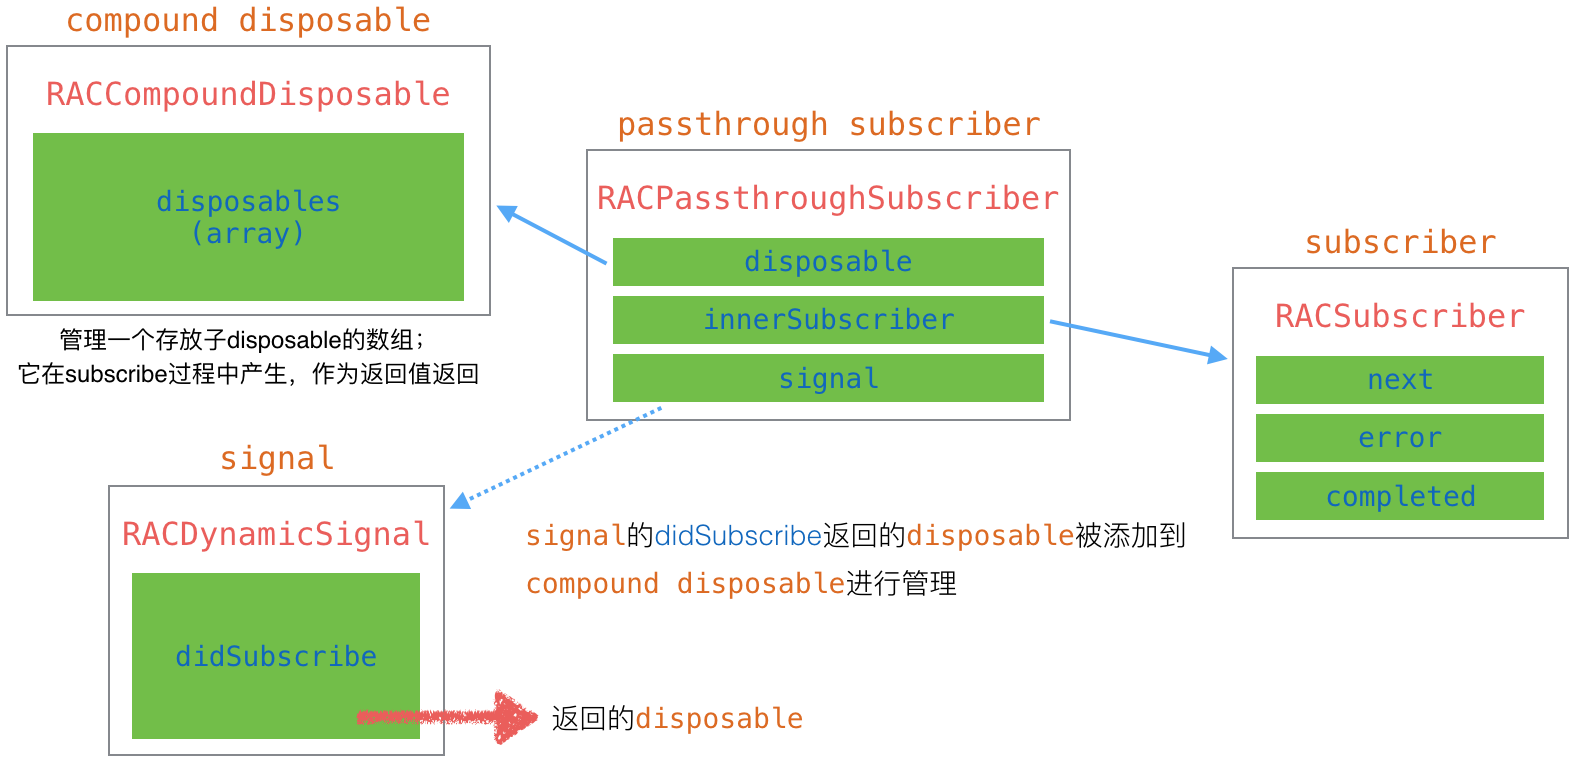 compound disposable
RACCompoundDisposable
disposables
(array)
管理一个存放子disposable的数组；
它在subscribe过程中产生，作为返回值返回
passthrough subscriber
RACPassthroughSubscriber
disposable
innerSubscriber
signal
subscriber
RACSubscriber
next
error
completed
signal
RACDynamicSignal
didSubscribe
signal的didSubscribe返回的disposable被添加到
compound disposable进行管理
返回的disposable